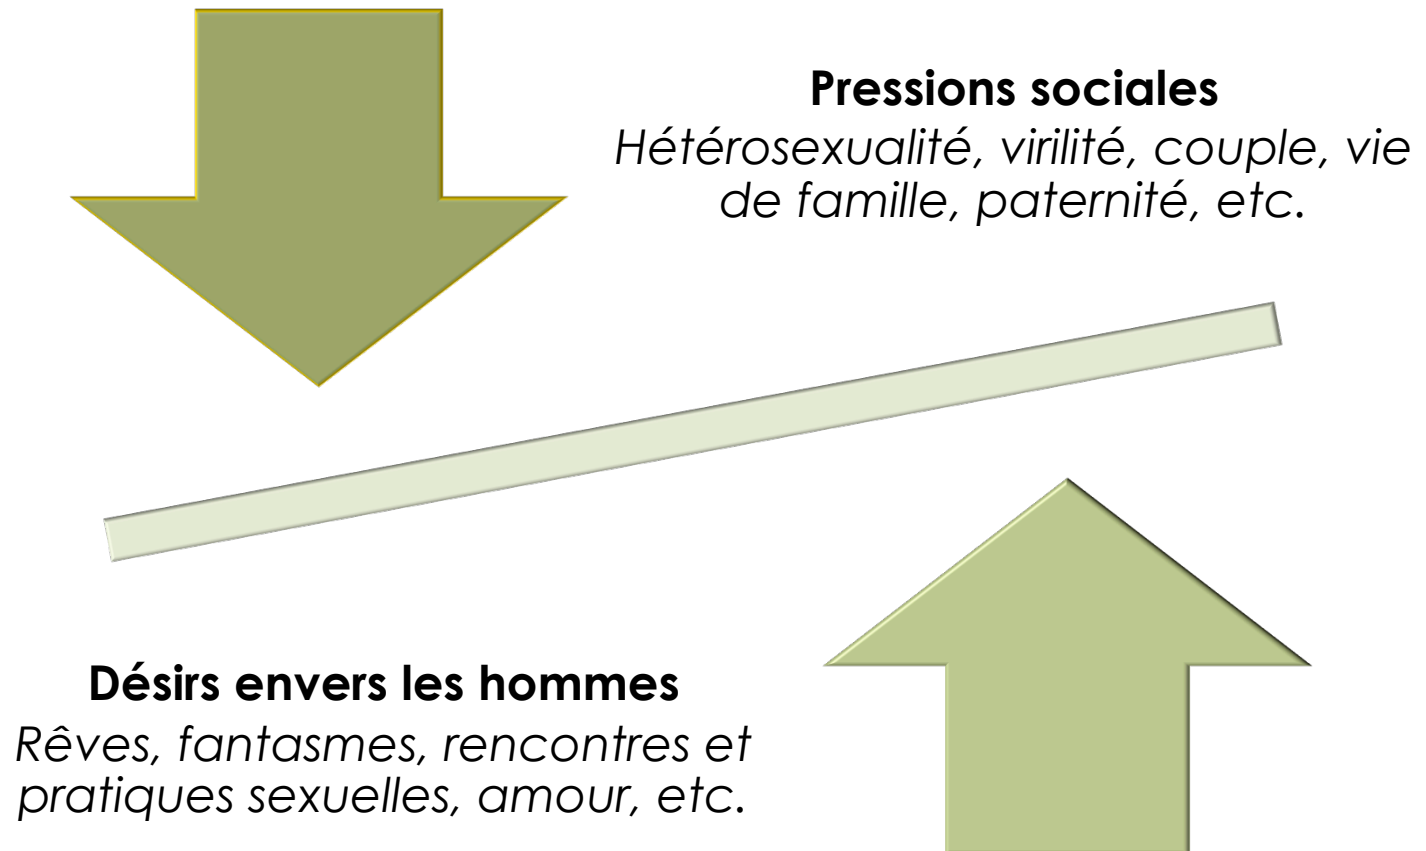 Pressions sociales
Hétérosexualité, virilité, couple, vie
de famille, paternité, etc.
Désirs envers les hommes
Rêves, fantasmes, rencontres et
pratiques sexuelles, amour, etc.